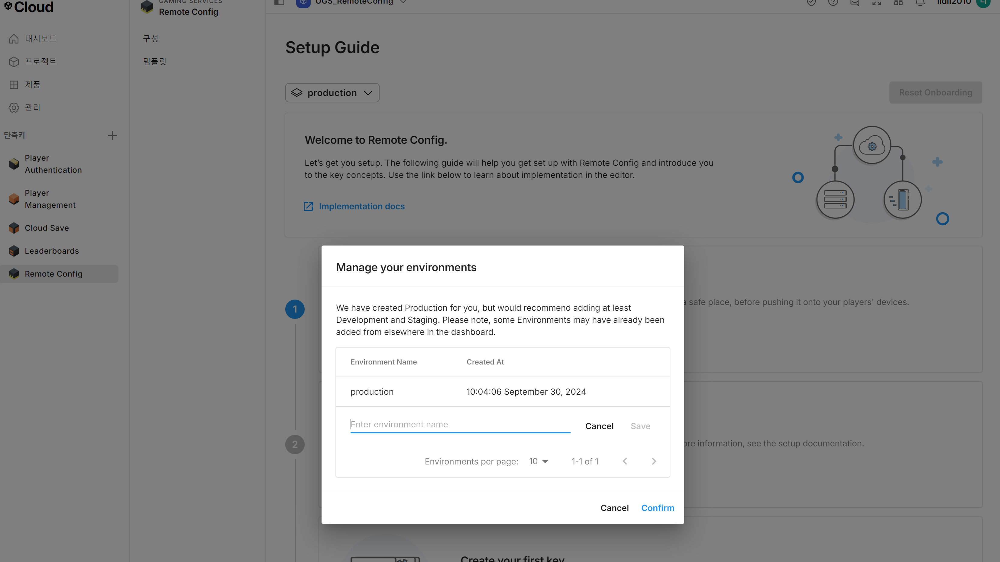 Cloud
대시보드
프로젝트
제품
관리
단축키
Player
Authentication
Player
Management
Cloud Save
Leaderboards
Remote Config
GAMING SERVICES
Remote Config
구성
템플릿
UGS_RemoteConfig
Setup Guide
production
Reset Onboarding
Welcome to Remote Config.
Let's get you setup. The following guide will help you get set up with Remote Config and introduce you
to the key concepts. Use the link below to learn about implementation in the editor.
Implementation docs
1
a safe place, before pushing it onto your players' devices.
2
ore information, see the setup documentation.
Manage your environments
We have created Production for you, but would recommend adding at least
Development and Staging. Please note, some Environments may have already been
added from elsewhere in the dashboard.
Environment Name Created At
production 10:04:06 September 30, 2024
Enter environment name Cancel Save
Environments per page: 10 1-1 of 1
Cancel Confirm
Create your first key